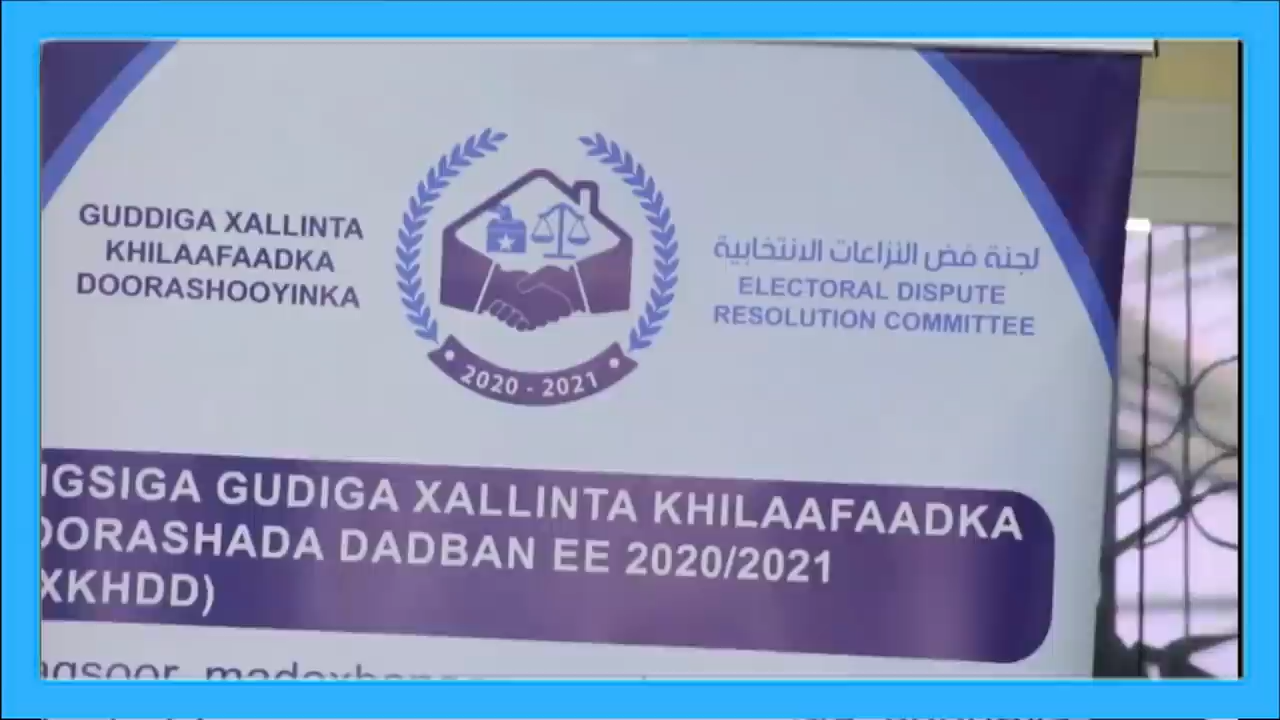 GUDDIGA XALLINTA
KHILAAFAADKA
DOORASHOOYINKA
لجنة فض النزاعات الانتخابية
ELECTORAL DISPUTE
RESOLUTION COMMITTEE
2020 - 2021
IGSIGA GUDIGA XALLINTA KHILAAFAADKA
OORASHADA DADBAN EE 2020/2021
XKHDD)